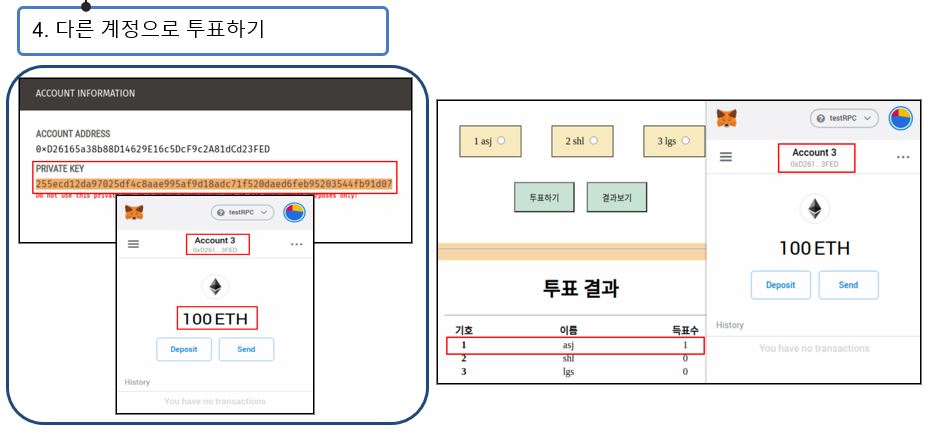 4. 다른 계정으로 투표하기
ACCOUNT INFORMATION
ACCOUNT ADDRESS
0×D26165a38b88D14629E16c5DcF9c2A81dCd23FED
PRIVATE KEY
255ecd12da97025df4c8aae995af9d18adc71f520daed6feb95203544fb91d07
Do not use this priva
poses only!
testRPC
Account 3
0xD261...3FED
100 ETH
Deposit Send
History
You have no transactions
1 asj 2 shl 3 lgs
투표하기 결과보기
투표 결과
기호 이름 득표수
1 asj 1
2 shl 0
3 lgs 0
testRPC
Account 3
0xD261...3FED
100 ETH
Deposit Send
History
You have no transactions